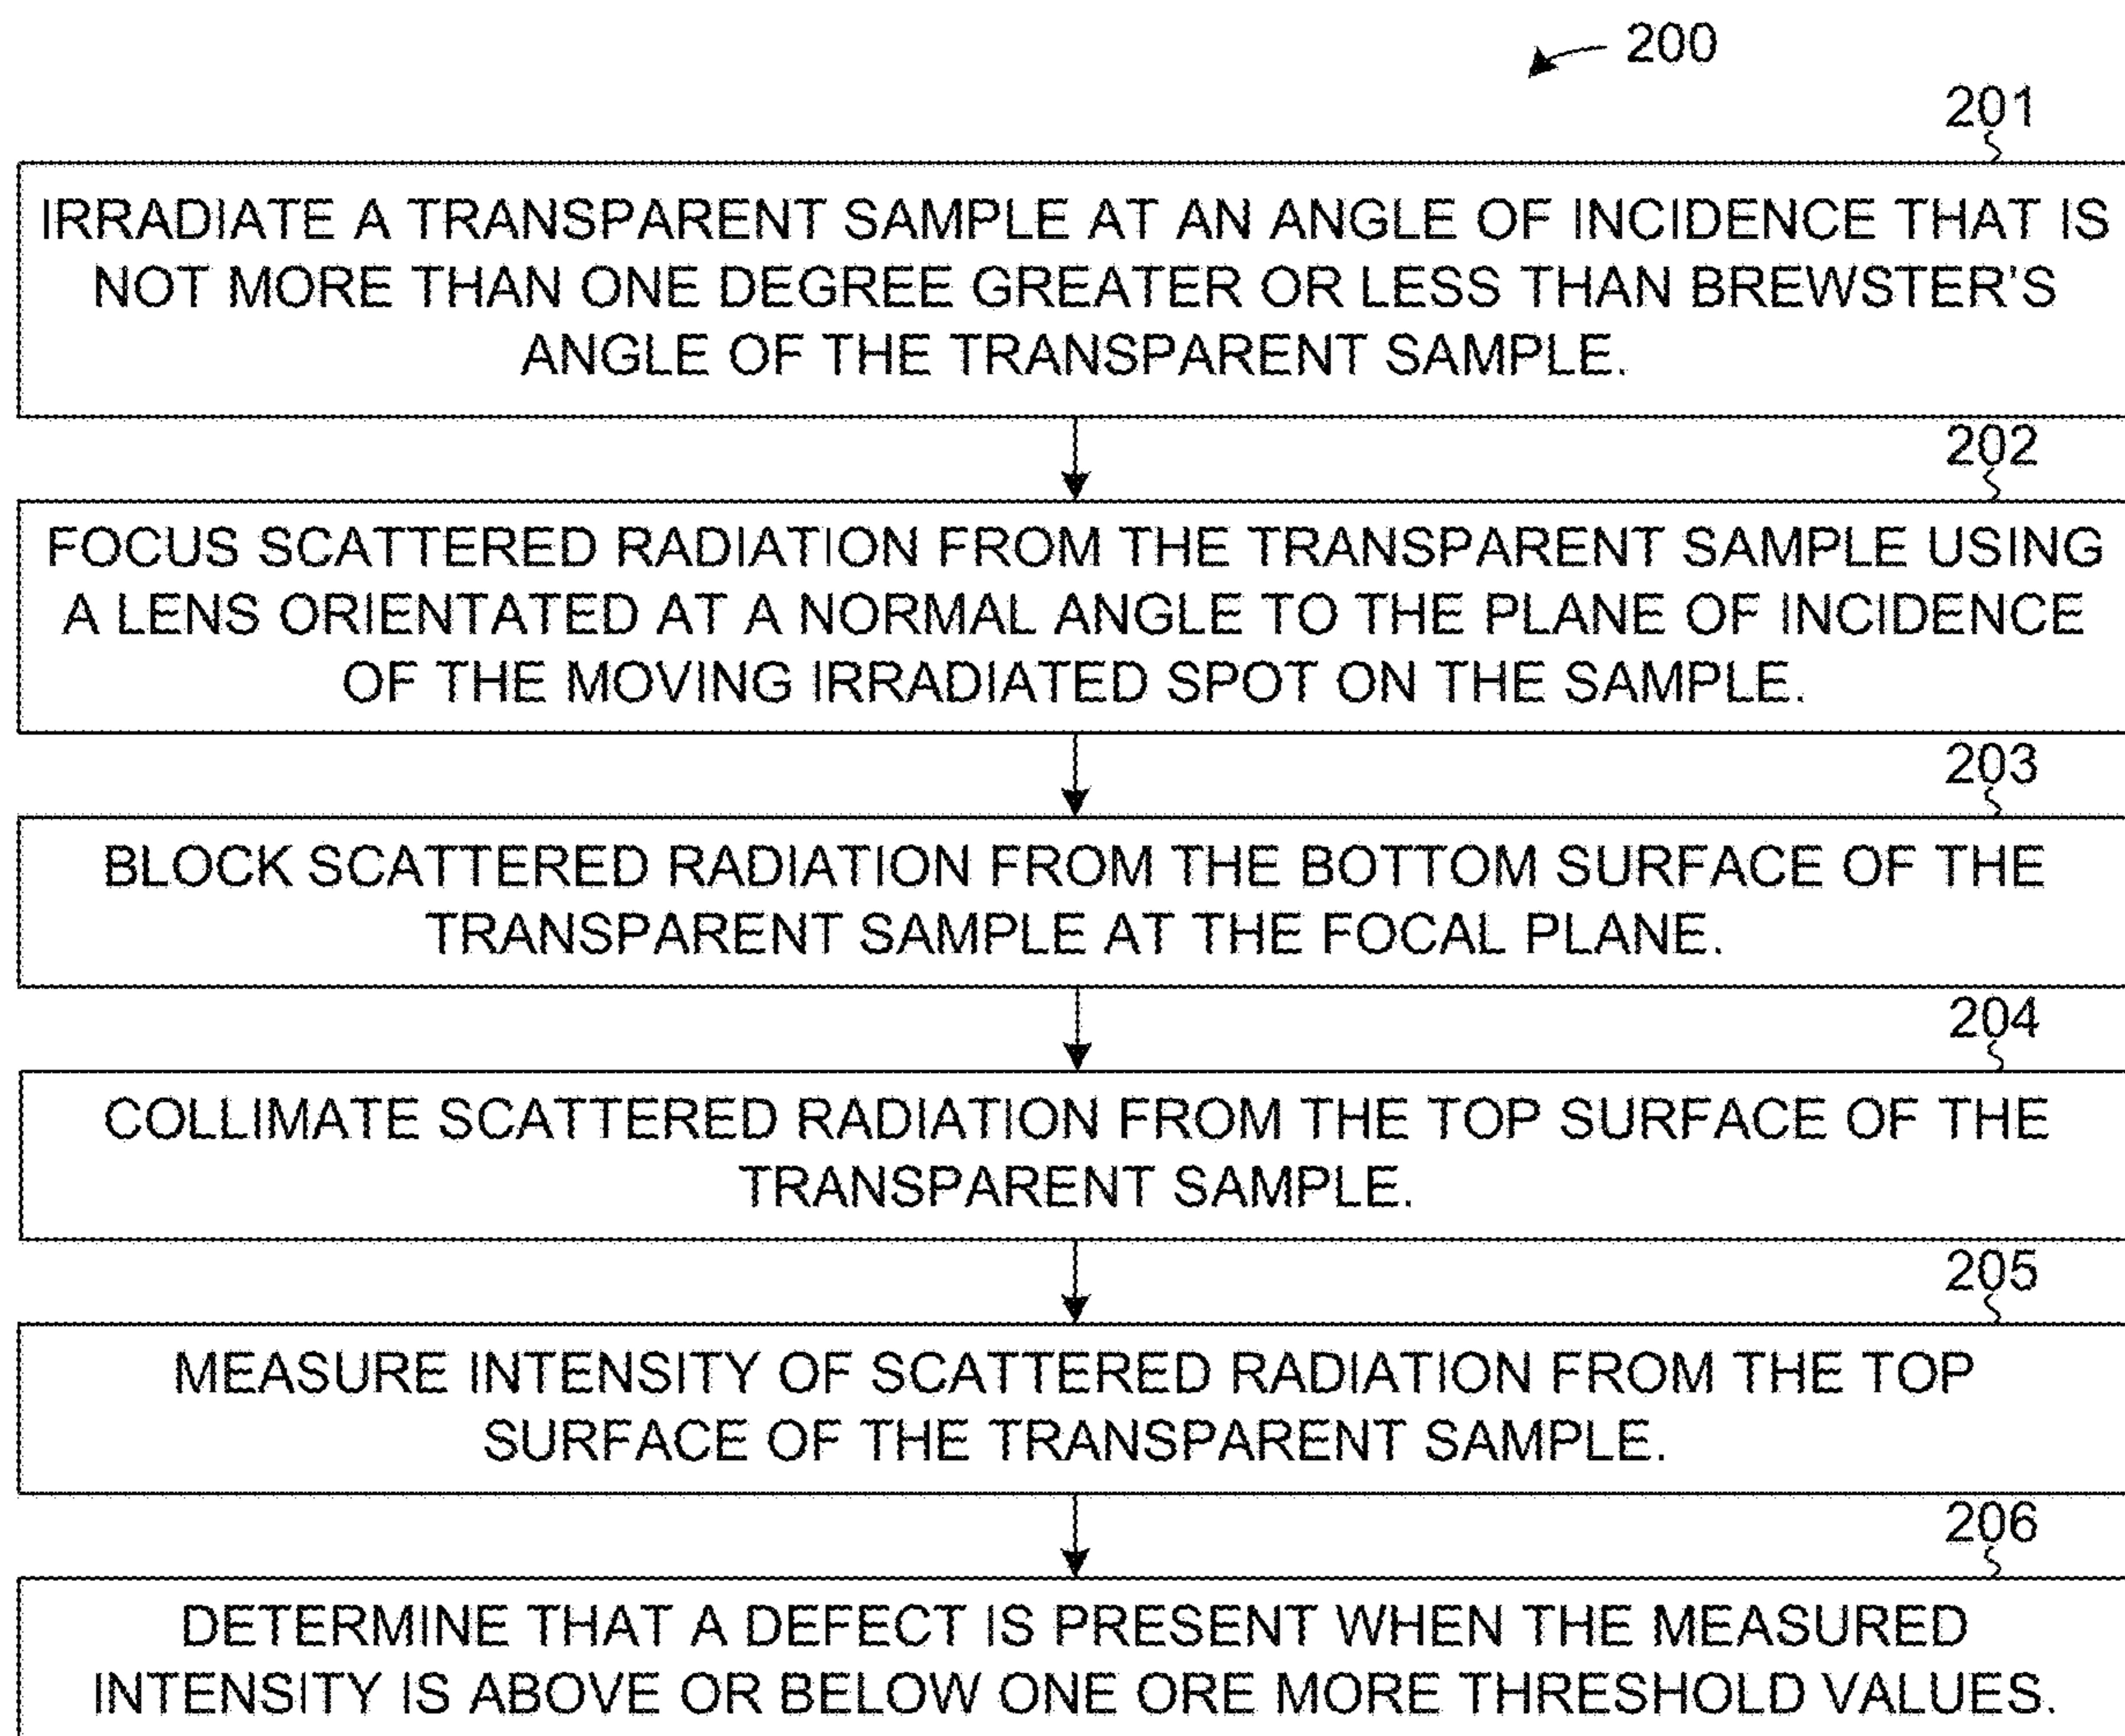 200
201
IRRADIATE A TRANSPARENT SAMPLE AT AN ANGLE OF INCIDENCE THAT IS
NOT MORE THAN ONE DEGREE GREATER OR LESS THAN BREWSTER'S
ANGLE OF THE TRANSPARENT SAMPLE.
202
FOCUS SCATTERED RADIATION FROM THE TRANSPARENT SAMPLE USING
A LENS ORIENTATED AT A NORMAL ANGLE TO THE PLANE OF INCIDENCE
OF THE MOVING IRRADIATED SPOT ON THE SAMPLE.
203
BLOCK SCATTERED RADIATION FROM THE BOTTOM SURFACE OF THE
TRANSPARENT SAMPLE AT THE FOCAL PLANE.
204
COLLIMATE SCATTERED RADIATION FROM THE TOP SURFACE OF THE
TRANSPARENT SAMPLE.
205
MEASURE INTENSITY OF SCATTERED RADIATION FROM THE TOP
SURFACE OF THE TRANSPARENT SAMPLE.
206
DETERMINE THAT A DEFECT IS PRESENT WHEN THE MEASURED
INTENSITY IS ABOVE OR BELOW ONE ORE MORE THRESHOLD VALUES.